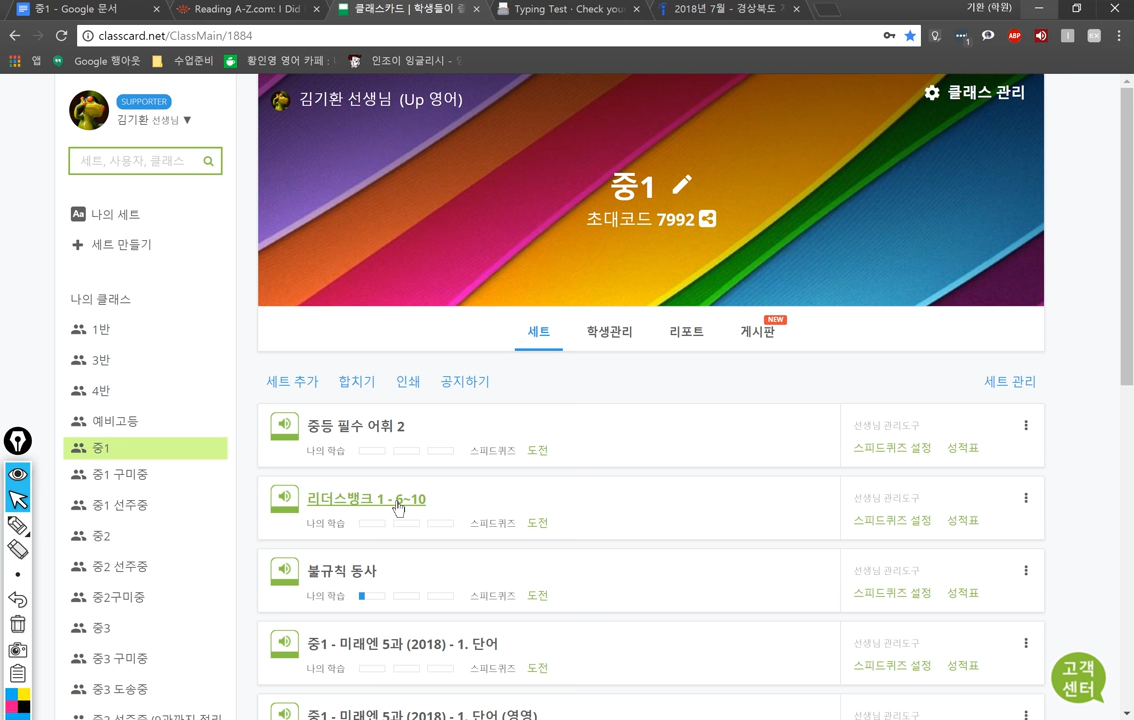 중1 - Google 문서
Reading A-Z.com: I Did
클래스카드 | 학생들이 좋
Typing Test · Check you
2018년 7월 - 경상북도
기환 (학원)
classcard.net/ClassMain/1884
ABP
앱
Google 행아웃
수업준비
황인영 영어 카페 :
인조이 잉글리시 -
SUPPORTER
김기환 선생님 ▼
세트, 사용자, 클래스
Aa 나의 세트
+ 세트 만들기
나의 클래스
1반
3반
4반
예비고등
중1
중1 구미중
중1 선주중
중2
중2 선주중
중2구미중
중3
중3 구미중
중3 도송중
김기환 선생님 (Up 영어)
클래스 관리
중1
초대코드 7992
세트
학생관리
리포트
게시판
NEW
세트 추가
합치기
인쇄
공지하기
세트 관리
중등 필수 어휘 2
나의 학습
스피드퀴즈 도전
선생님 관리도구
스피드퀴즈 설정 성적표
리더스뱅크 1 - 6~10
나의 학습
스피드퀴즈 도전
선생님 관리도구
스피드퀴즈 설정 성적표
불규칙 동사
나의 학습
스피드퀴즈 도전
선생님 관리도구
스피드퀴즈 설정 성적표
중1 - 미래엔 5과 (2018) - 1. 단어
나의 학습
스피드퀴즈 도전
선생님 관리도구
스피드퀴즈 설정 성적표
중1 - 미래엔 5과 (2018) - 1. 단어 (영영)
고객
센터